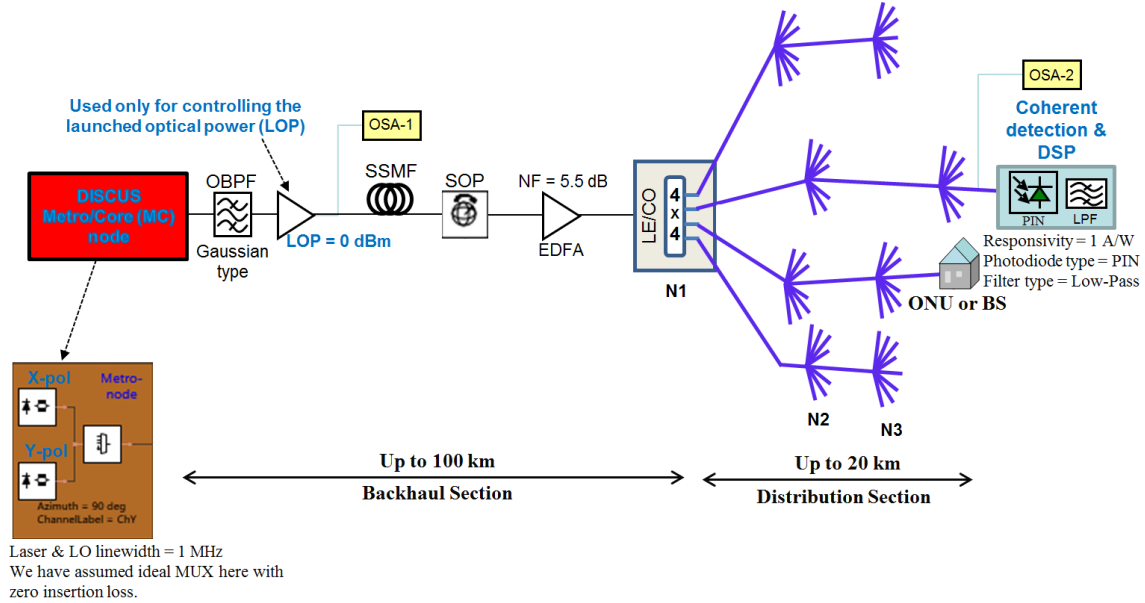 Used only for controlling the
launched optical power (LOP)
OSA-1
OSA-2
Coherent
detection &
DSP
DISCUS
Metro/Core (MC)
node
OBPF
Gaussian
type
LOP = 0 dBm
SSMF
SOP
NF = 5.5 dB
EDFA
LE/CO
4
x
4
N1
PIN
LPF
Responsivity = 1 A/W
Photodiode type = PIN
Filter type = Low-Pass
ONU or BS
N2
N3
X-pol
Metro-
node
Y-pol
Azimuth = 90 deg
ChannelLabel = ChY
Up to 100 km
Backhaul Section
Up to 20 km
Distribution Section
Laser & LO linewidth = 1 MHz
We have assumed ideal MUX here with
zero insertion loss.